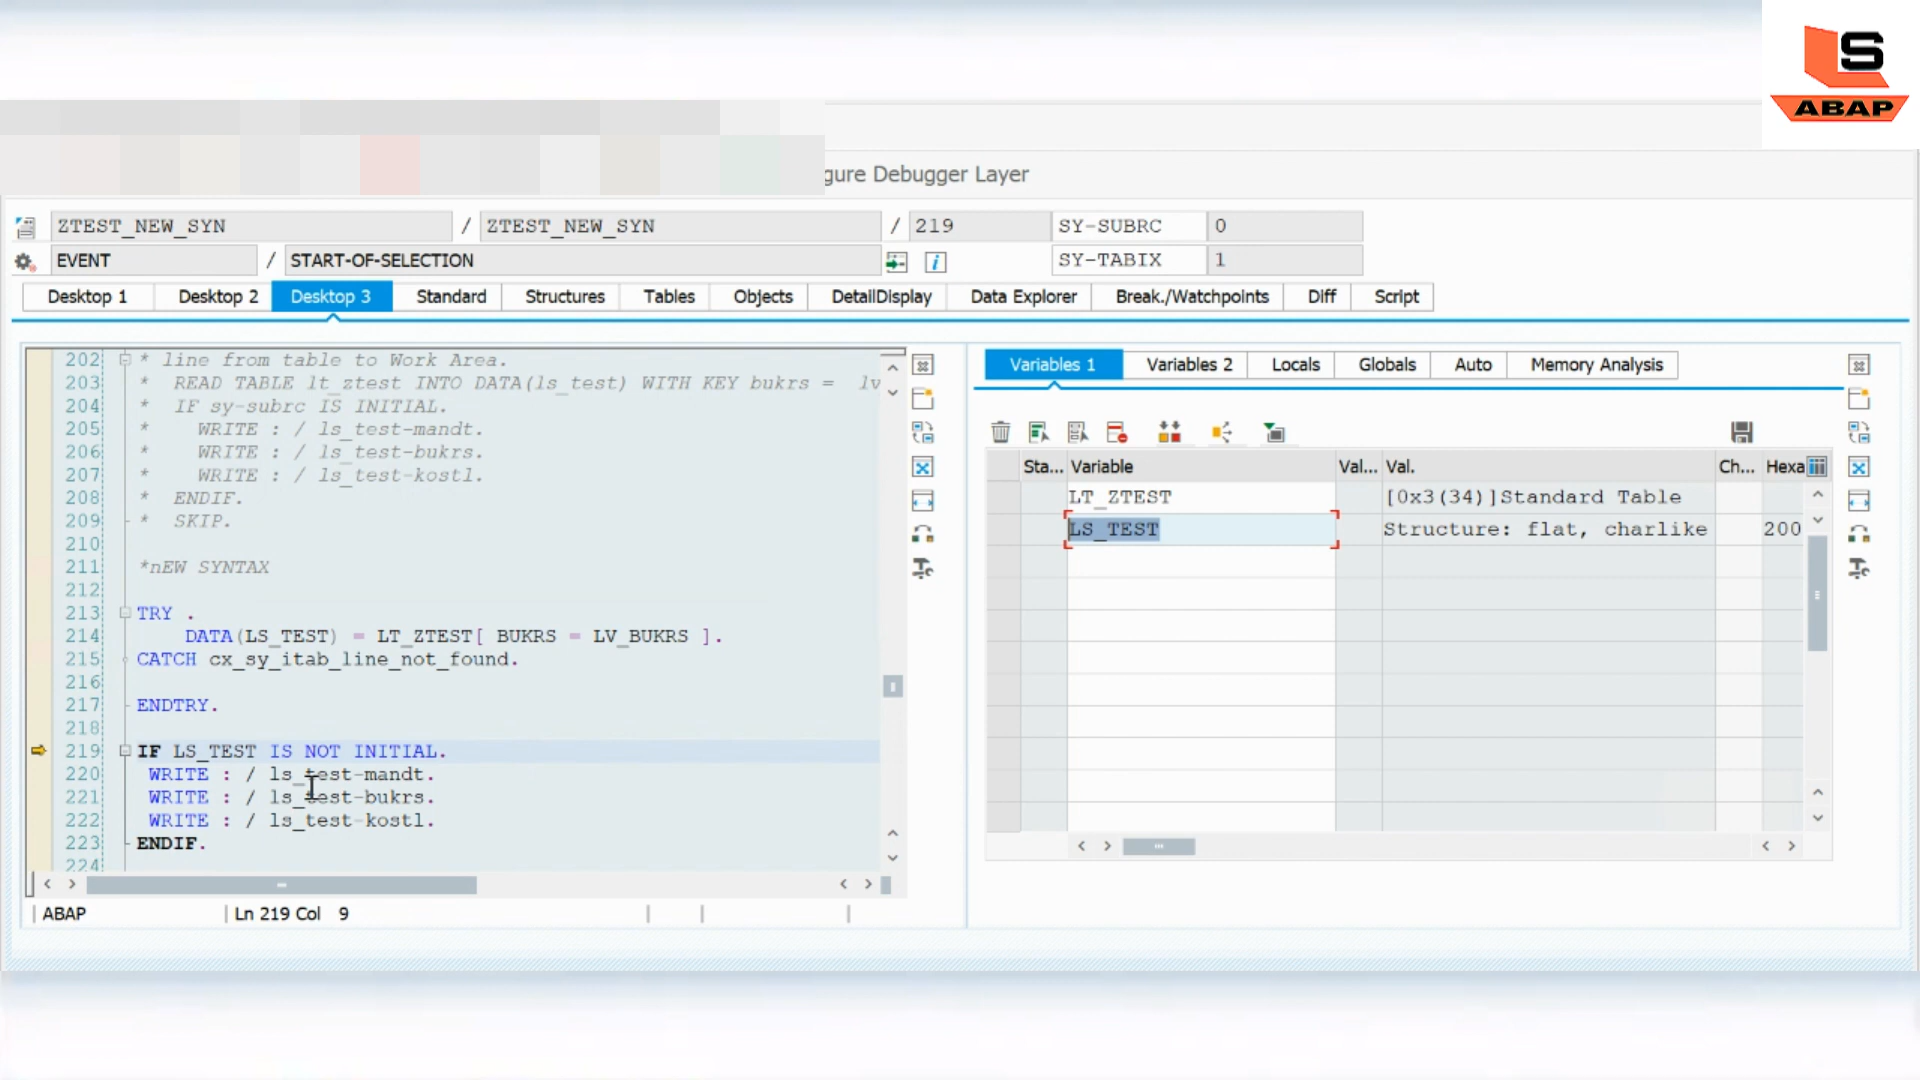 LS
ABAP
gure Debugger Layer
ZTEST_NEW_SYN / ZTEST_NEW_SYN / 219 SY-SUBRC 0
EVENT / START-OF-SELECTION SY-TABIX 1
Desktop 1 Desktop 2 Desktop 3 Standard Structures Tables Objects DetailDisplay Data Explorer Break./Watchpoints Diff Script
202 * line from table to Work Area.
203 * READ TABLE lt_ztest INTO DATA(ls_test) WITH KEY bukrs = lv
204 * IF sy-subrc IS INITIAL.
205 * WRITE : / ls_test-mandt.
206 * WRITE : / ls_test-bukrs.
207 * WRITE : / ls_test-kostl.
208 * ENDIF.
209 * SKIP.
210
211 *nEW SYNTAX
212
213 TRY .
214 DATA(LS_TEST) = LT_ZTEST[ BUKRS = LV_BUKRS ].
215 CATCH cx_sy_itab_line_not_found.
216
217 ENDTRY.
218
219 IF LS_TEST IS NOT INITIAL.
220 WRITE : / ls_test-mandt.
221 WRITE : / ls_test-bukrs.
222 WRITE : / ls_test-kostl.
223 ENDIF.
224
ABAP Ln 219 Col 9
Variables 1 Variables 2 Locals Globals Auto Memory Analysis
Sta... Variable Val... Val. Ch... Hexa
LT_ZTEST [0x3(34)]Standard Table
LS_TEST Structure: flat, charlike 200